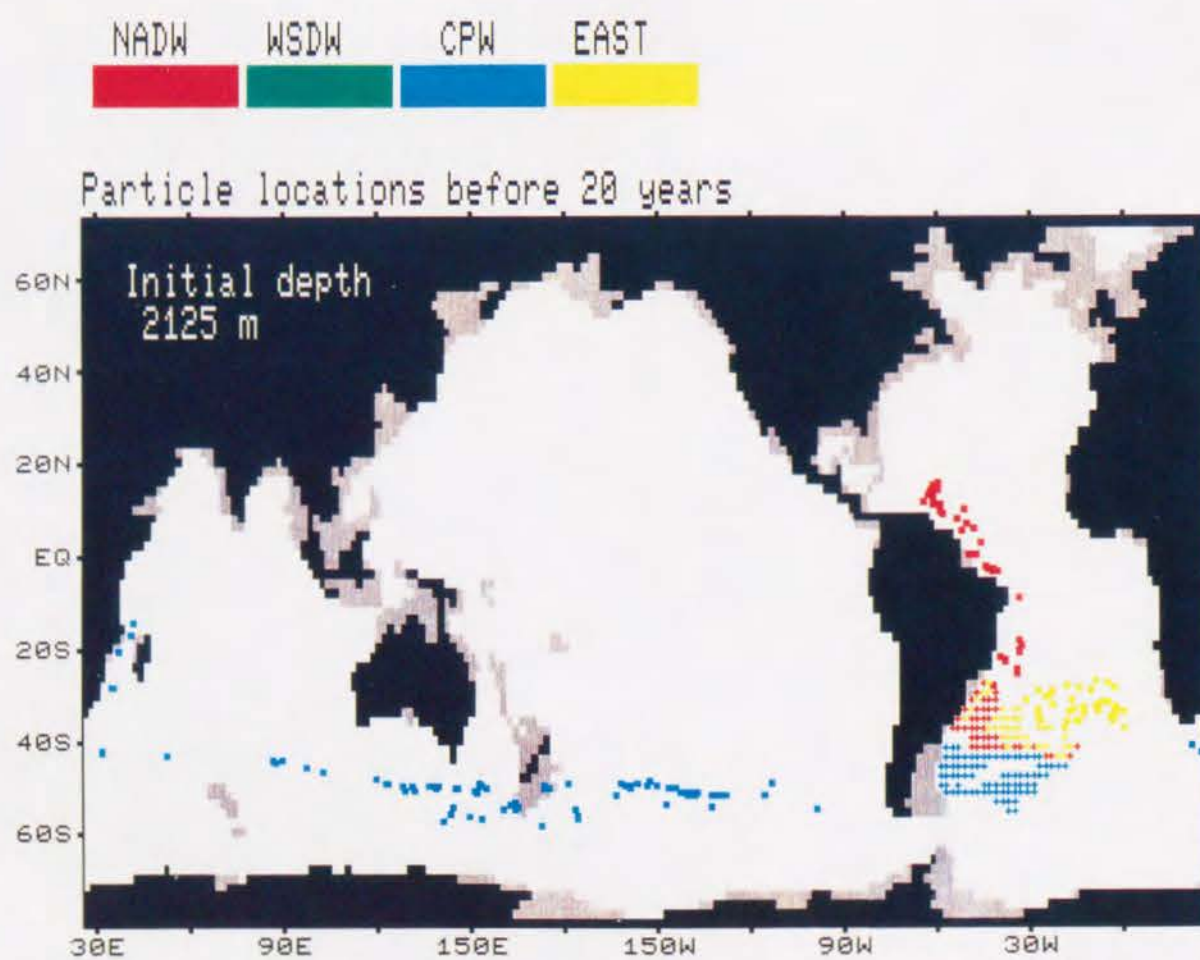 NADW WSDW CPW EAST
Particle locations before 20 years
Initial depth
2125 m
60N
40N
20N
EQ
20S
40S
60S
30E 90E 150E 150W 90W 30W